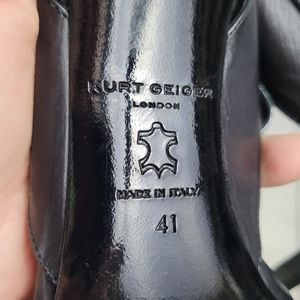 KURT GEIGER
LONDON
MADE IN ITALY
41